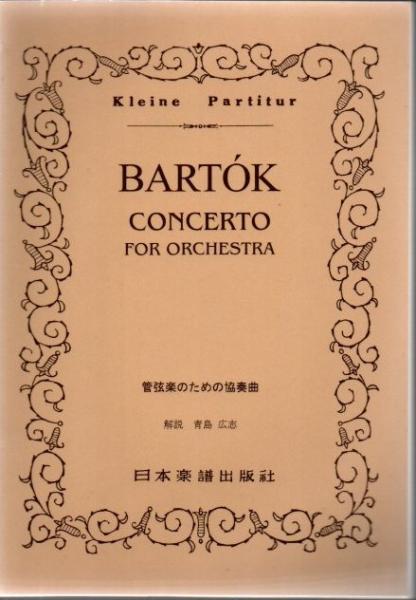 Kleine Partitur
BARTÓK
CONCERTO
FOR ORCHESTRA
管弦楽のための協奏曲
解説 青島 広志
日本楽譜出版社